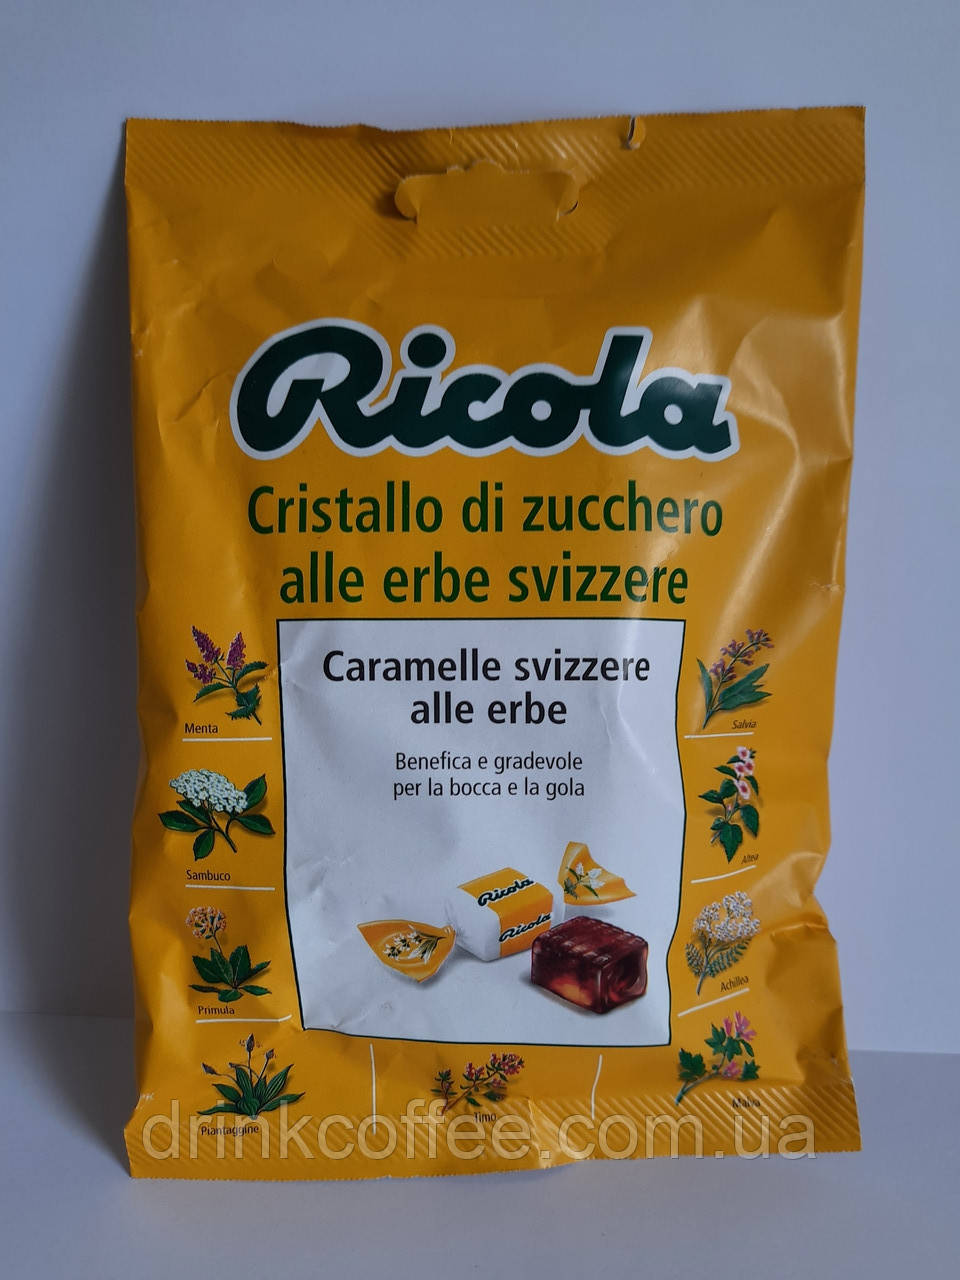 Ricola
Cristallo di zucchero
alle erbe svizzere
Caramelle svizzere
alle erbe
Benefica e gradevole
per la bocca e la gola
Menta
Salvia
Sambuco
Altea
Primula
Achillea
Piantaggine
Timo
Malva
Ricola
Ricola
drinkcoffee.com.ua